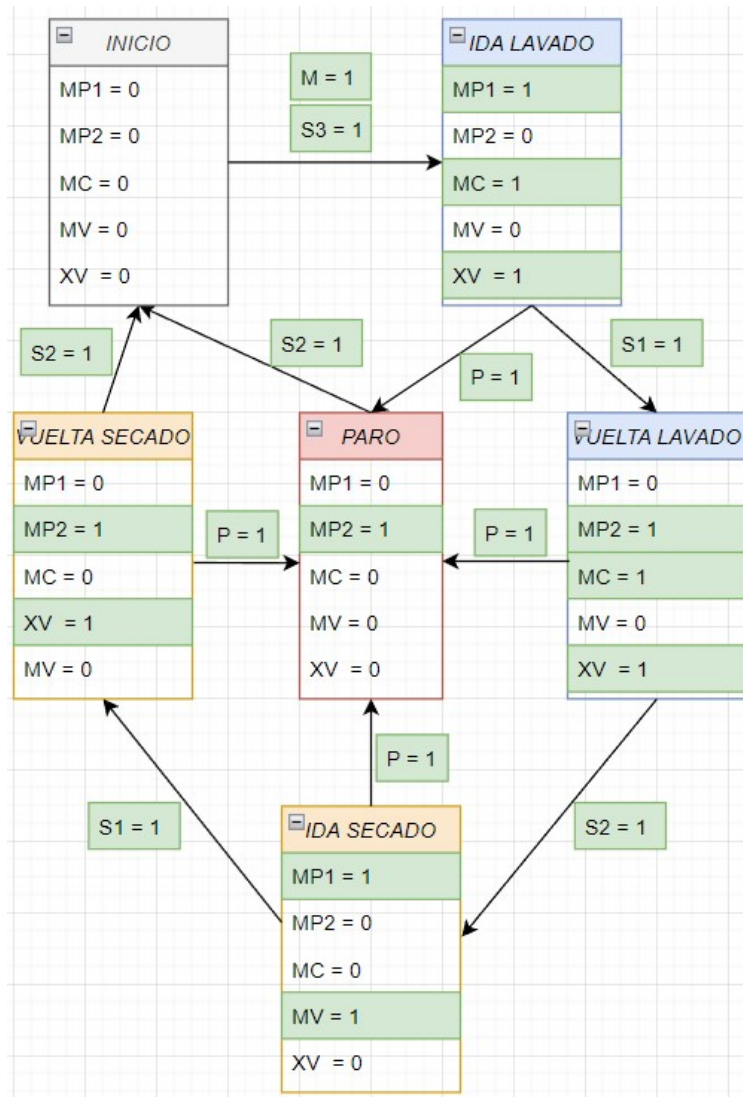 INICIO
MP1 = 0
MP2 = 0
MC = 0
MV = 0
XV = 0
M = 1
S3 = 1
IDA LAVADO
MP1 = 1
MP2 = 0
MC = 1
MV = 0
XV = 1
S2 = 1
S2 = 1
P = 1
S1 = 1
VUELTA SECADO
MP1 = 0
MP2 = 1
MC = 0
XV = 1
MV = 0
P = 1
PARO
MP1 = 0
MP2 = 1
MC = 0
MV = 0
XV = 0
P = 1
VUELTA LAVADO
MP1 = 0
MP2 = 1
MC = 1
MV = 0
XV = 1
S1 = 1
P = 1
S2 = 1
IDA SECADO
MP1 = 1
MP2 = 0
MC = 0
MV = 1
XV = 0